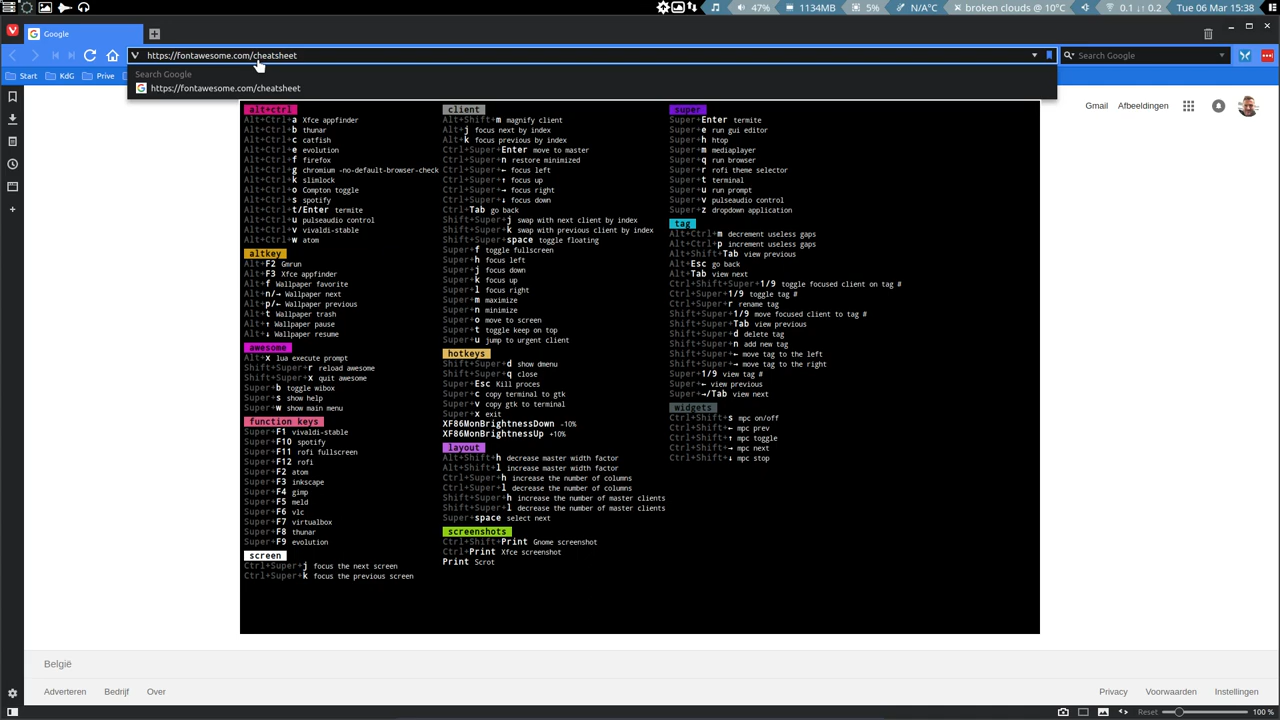 47% 1134MB 5% N/A°C broken clouds @ 10°C 0.1 ↓↑ 0.2 Tue 06 March 15:38
Google
https://fontawesome.com/cheatsheet
Search Google
Start KdG Prive
Search Google
https://fontawesome.com/cheatsheet
Gmail Afbeeldingen
alt+ctrl
Alt+Ctrl+a Xfce appfinder
Alt+Ctrl+b thunar
Alt+Ctrl+c catfish
Alt+Ctrl+e evolution
Alt+Ctrl+f firefox
Alt+Ctrl+g chromium -no-default-browser-check
Alt+Ctrl+k slimlock
Alt+Ctrl+o Compton toggle
Alt+Ctrl+s spotify
Alt+Ctrl+t/Enter termite
Alt+Ctrl+u pulseaudio control
Alt+Ctrl+v vivaldi-stable
Alt+Ctrl+w atom
altkey
Alt+F2 Gmrun
Alt+F3 Xfce appfinder
Alt+f Wallpaper favorite
Alt+n/→ Wallpaper next
Alt+p/← Wallpaper previous
Alt+t Wallpaper trash
Alt+↑ Wallpaper pause
Alt+↓ Wallpaper resume
awesome
Alt+x lua execute prompt
Shift+Super+r reload awesome
Shift+Super+x quit awesome
Super+b toggle wibox
Super+s show help
Super+w show main menu
function keys
Super+F1 vivaldi-stable
Super+F10 spotify
Super+F11 rofi fullscreen
Super+F12 rofi
Super+F2 atom
Super+F3 inkscape
Super+F4 gimp
Super+F5 meld
Super+F6 vlc
Super+F7 virtualbox
Super+F8 thunar
Super+F9 evolution
screen
Ctrl+Super+j focus the next screen
Ctrl+Super+k focus the previous screen
client
Alt+Shift+m magnify client
Alt+j focus next by index
Alt+k focus previous by index
Ctrl+Super+Enter move to master
Ctrl+Super+n restore minimized
Ctrl+Super+← focus left
Ctrl+Super+↑ focus up
Ctrl+Super+→ focus right
Ctrl+Super+↓ focus down
Ctrl+Tab go back
Shift+Super+j swap with next client by index
Shift+Super+k swap with previous client by index
Ctrl+Super+space toggle floating
Super+f toggle fullscreen
Super+h focus left
Super+j focus down
Super+k focus up
Super+l focus right
Super+m maximize
Super+n minimize
Super+o move to screen
Super+t toggle keep on top
Super+u jump to urgent client
hotkeys
Shift+Super+d show dmenu
Shift+Super+q close
Super+Esc Kill proces
Super+c copy terminal to gtk
Super+v copy gtk to terminal
Super+x exit
XF86MonBrightnessDown -10%
XF86MonBrightnessUp +10%
layout
Alt+Shift+h decrease master width factor
Alt+Shift+l increase master width factor
Ctrl+Super+h increase the number of columns
Ctrl+Super+l decrease the number of columns
Shift+Super+h increase the number of master clients
Shift+Super+l decrease the number of master clients
Super+space select next
screenshots
Ctrl+Shift+Print Gnome screenshot
Ctrl+Print Xfce screenshot
Print Scrot
super
Super+Enter termite
Super+e run gui editor
Super+h htop
Super+m mediaplayer
Super+q run browser
Super+r rofi theme selector
Super+t terminal
Super+u run prompt
Super+v pulseaudio control
Super+z dropdown application
tag
Alt+Ctrl+m decrement useless gaps
Alt+Ctrl+p increment useless gaps
Alt+Shift+Tab view previous
Alt+Esc go back
Alt+Tab view next
Ctrl+Shift+Super+1/9 toggle focused client on tag #
Ctrl+Super+1/9 toggle tag #
Ctrl+Super+r rename tag
Shift+Super+1/9 move focused client to tag #
Shift+Super+Tab view previous
Shift+Super+d delete tag
Shift+Super+n add new tag
Shift+Super+← move tag to the left
Shift+Super+→ move tag to the right
Super+1/9 view tag #
Super+← view previous
Super+→/Tab view next
widgets
Ctrl+Shift+s mpc on/off
Ctrl+Shift+← mpc prev
Ctrl+Shift+↑ mpc toggle
Ctrl+Shift+→ mpc next
Ctrl+Shift+↓ mpc stop
België
Adverteren Bedrijf Over Privacy Voorwaarden Instellingen
Reset 100 %